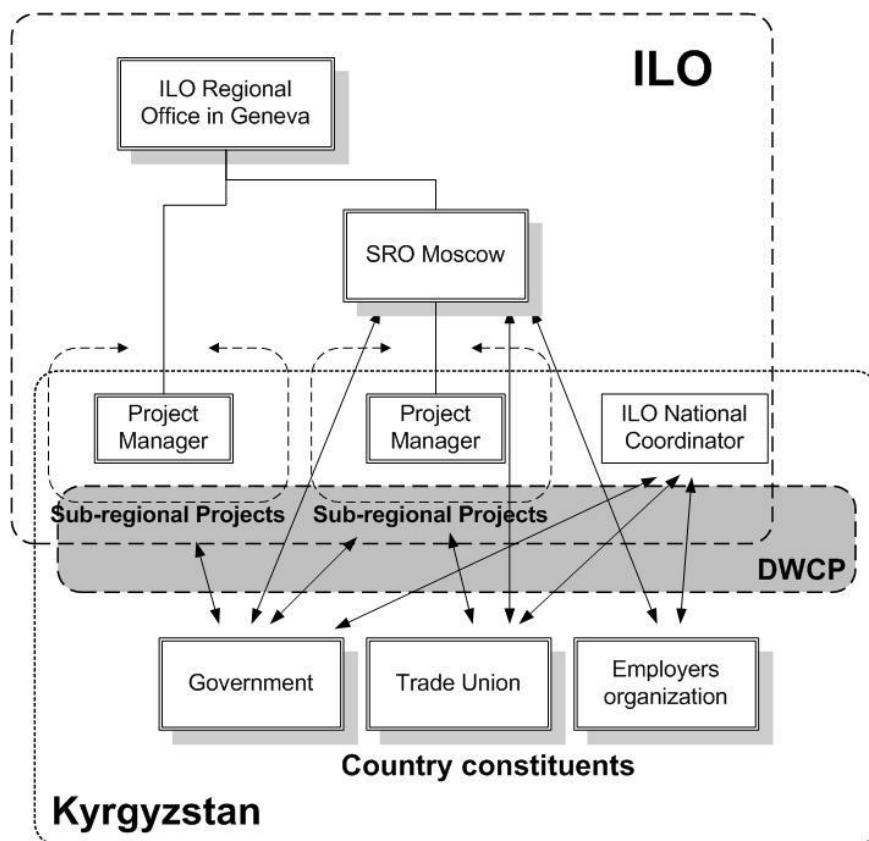 ILO
ILO Regional
Office in Geneva
SRO Moscow
Project
Manager
Project
Manager
ILO National
Coordinator
Sub-regional Projects
Sub-regional Projects
DWCP
Government
Trade Union
Employers
organization
Country constituents
Kyrgyzstan